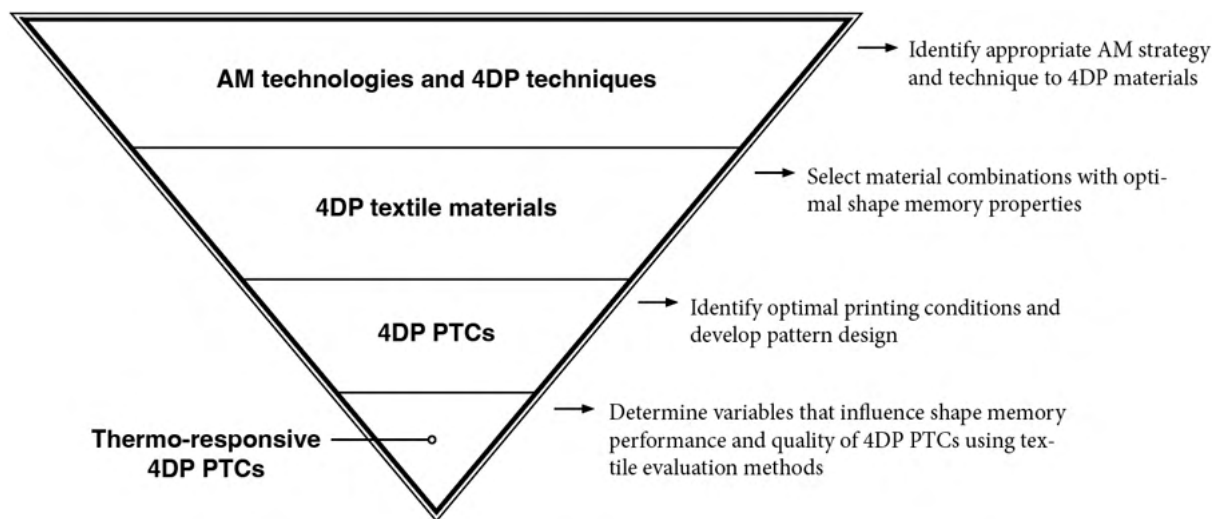 AM technologies and 4DP techniques
Identify appropriate AM strategy
and technique to 4DP materials
4DP textile materials
Select material combinations with opti-
mal shape memory properties
4DP PTCs
Identify optimal printing conditions and
develop pattern design
Thermo-responsive
4DP PTCs
Determine variables that influence shape memory
performance and quality of 4DP PTCs using tex-
tile evaluation methods